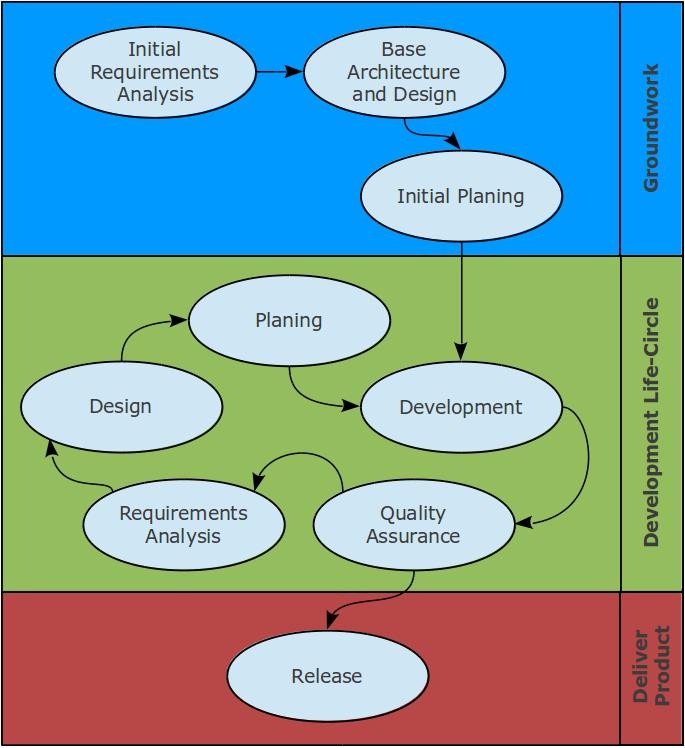 Initial
Requirements
Analysis
Base
Architecture
and Design
Initial Planing
Groundwork
Planing
Design
Development
Requirements
Analysis
Quality
Assurance
Development Life-Circle
Release
Deliver
Product